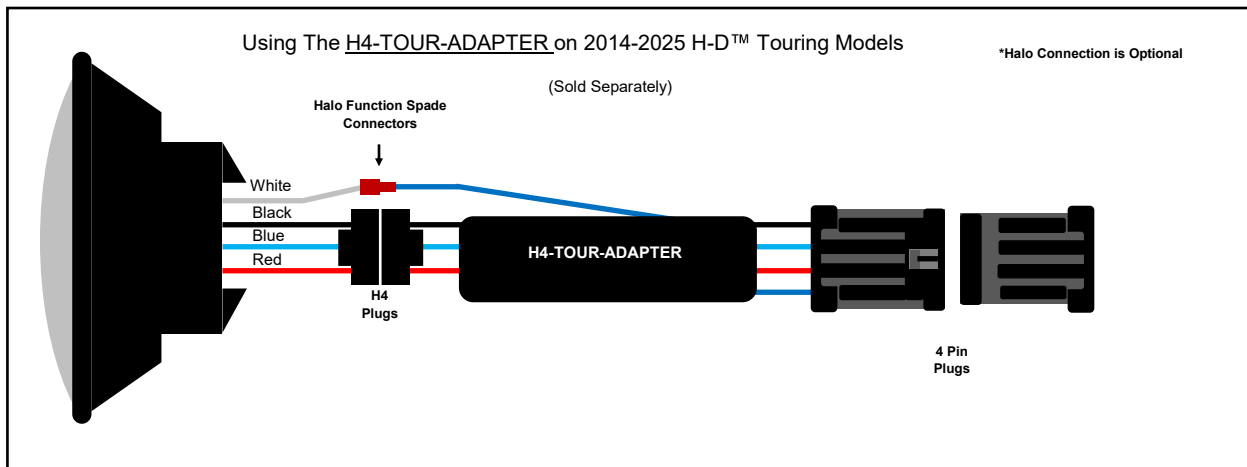 Using The H4-TOUR-ADAPTER on 2014-2025 H-D™ Touring Models
*Halo Connection is Optional
(Sold Separately)
Halo Function Spade
Connectors
White
Black
Blue
Red
H4-TOUR-ADAPTER
H4
Plugs
4 Pin
Plugs